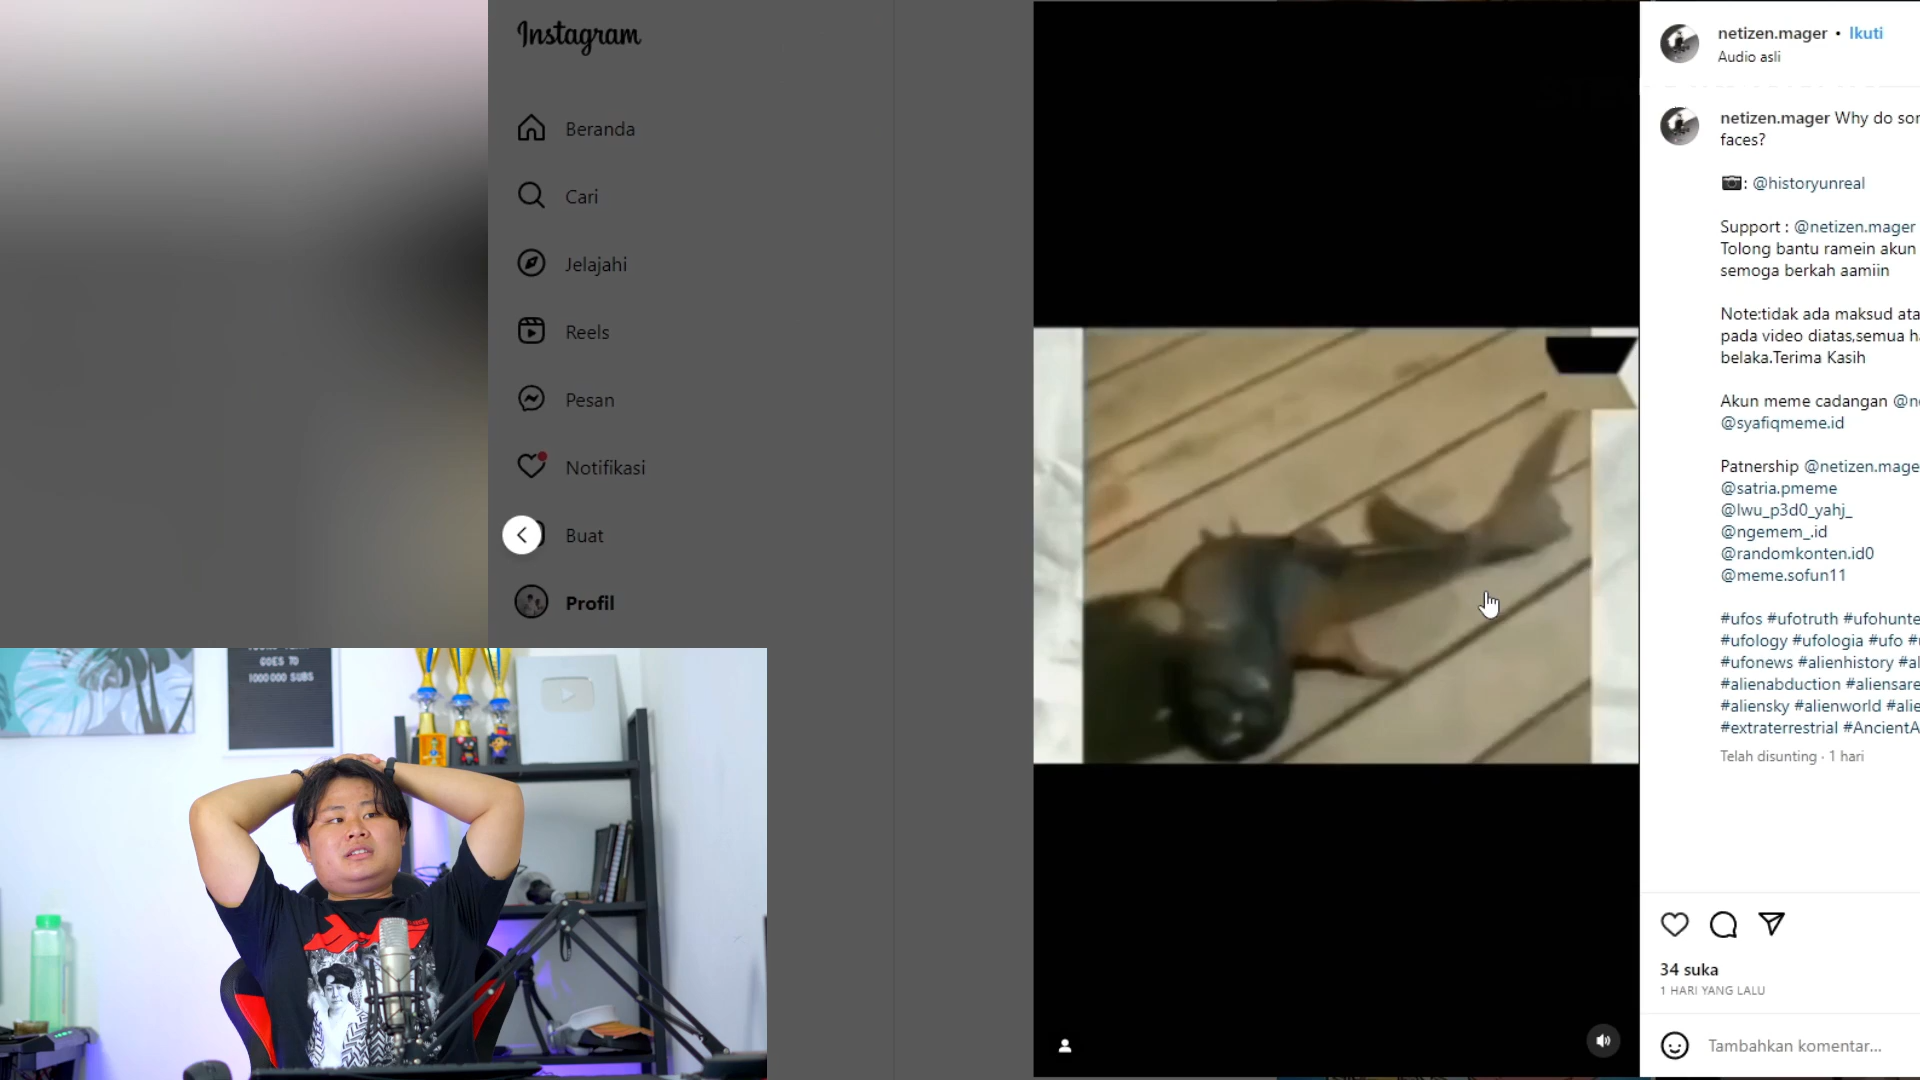 Instagram
Beranda
Cari
Jelajahi
Reels
Pesan
Notifikasi
Buat
Profil
GOES TO
1000000 SUBS
netizen.mager • Ikuti
Audio asli
netizen.mager Why do
faces?
: @historyunreal
Support : @netizen.mager
Tolong bantu ramein akun
semoga berkah aamiin
Note:tidak ada maksud
pada video diatas,semua
belaka.Terima Kasih
Akun meme cadangan
@syafiqmeme.id
Patnership @netizen.mage
@satria.pmeme
@lwu_p3d0_yahj_
@ngemem_.id
@randomkonten.id0
@meme.sofun11
#ufos #ufotruth #ufohunte
#ufology #ufologia #ufo
#ufonews #alienhistory
#alienabduction #aliensare
#aliensky #alienworld
#extraterrestrial #AncientA
Telah disunting · 1 hari
34 suka
1 HARI YANG LALU
Tambahkan komentar...